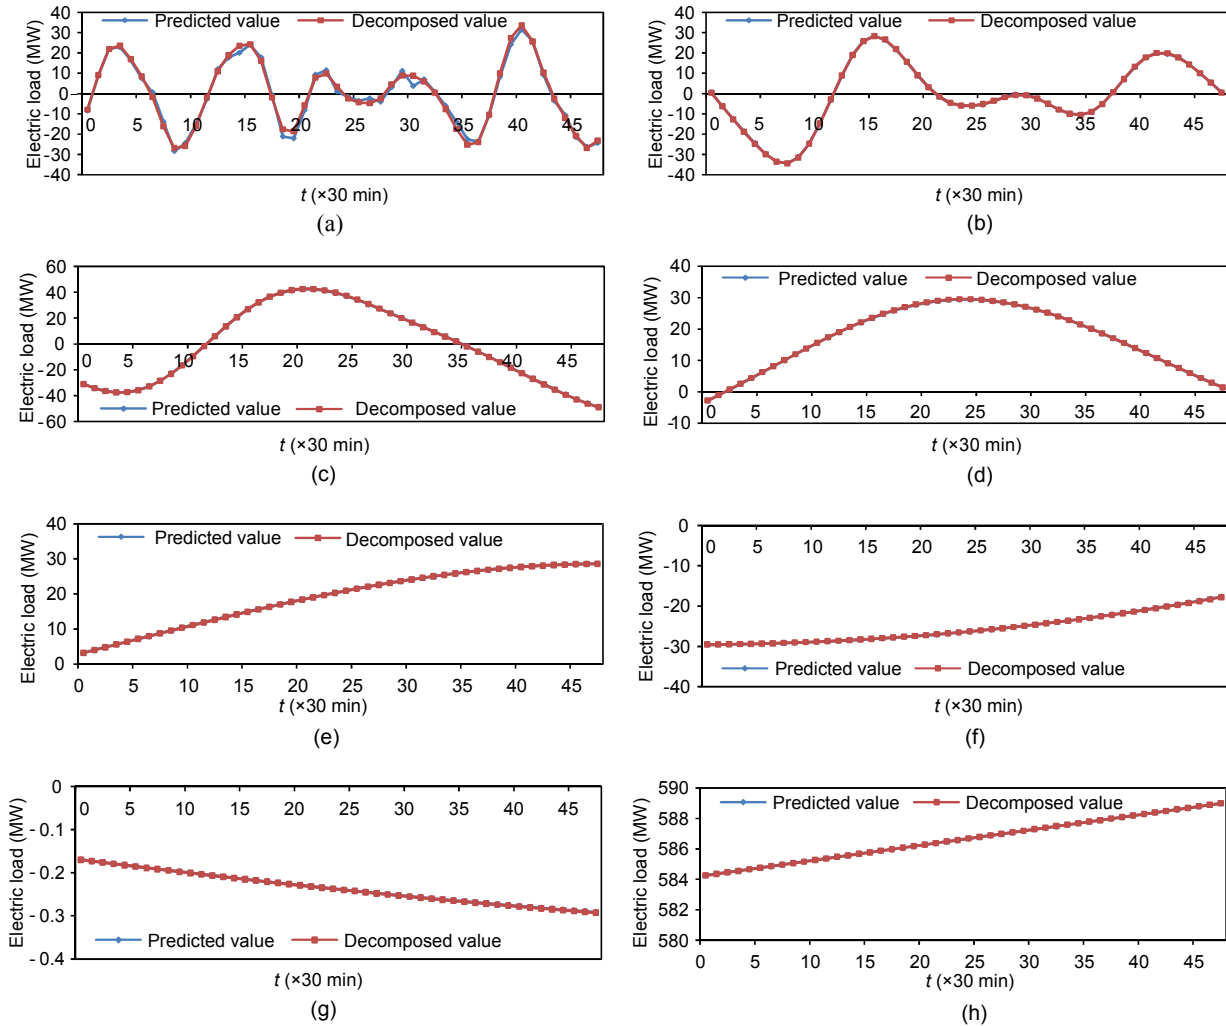 Electric load (MW)
40
30
20
10
0
-10
-20
-30
-40
Predicted value Decomposed value
0 5 10 15 20 25 30 35 40 45
t (×30 min)
(a)
Electric load (MW)
40
30
20
10
0
-10
-20
-30
-40
Predicted value Decomposed value
0 5 10 15 20 25 30 35 40 45
t (×30 min)
(b)
Electric load (MW)
60
40
20
0
-20
-40
-60
0 5 10 15 20 25 30 35 40 45
Predicted value Decomposed value
t (×30 min)
(c)
Electric load (MW)
40
30
20
10
0
-10
Predicted value Decomposed value
0 5 10 15 20 25 30 35 40 45
t (×30 min)
(d)
Electric load (MW)
40
30
20
10
0
Predicted value Decomposed value
0 5 10 15 20 25 30 35 40 45
t (×30 min)
(e)
Electric load (MW)
0
-10
-20
-30
-40
0 5 10 15 20 25 30 35 40 45
Predicted value Decomposed value
t (×30 min)
(f)
Electric load (MW)
0
-0.1
-0.2
-0.3
-0.4
0 5 10 15 20 25 30 35 40 45
Predicted value Decomposed value
t (×30 min)
(g)
Electric load (MW)
590
588
586
584
582
580
Predicted value Decomposed value
0 5 10 15 20 25 30 35 40 45
t (×30 min)
(h)